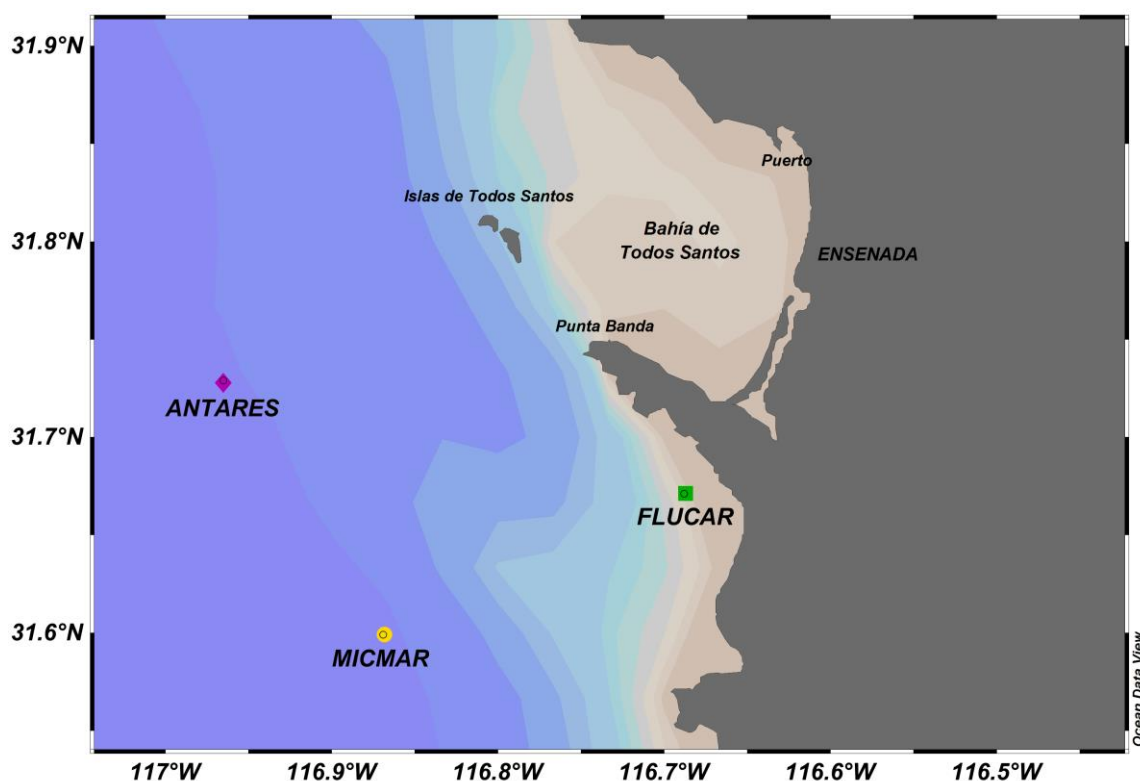 31.9°N
Puerto
Islas de Todos Santos
31.8°N
Bahía de
Todos Santos
ENSENADA
Punta Banda
ANTARES
31.7°N
FLUCAR
31.6°N
MICMAR
Ocean Data View
117°W
116.9°W
116.8°W
116.7°W
116.6°W
116.5°W